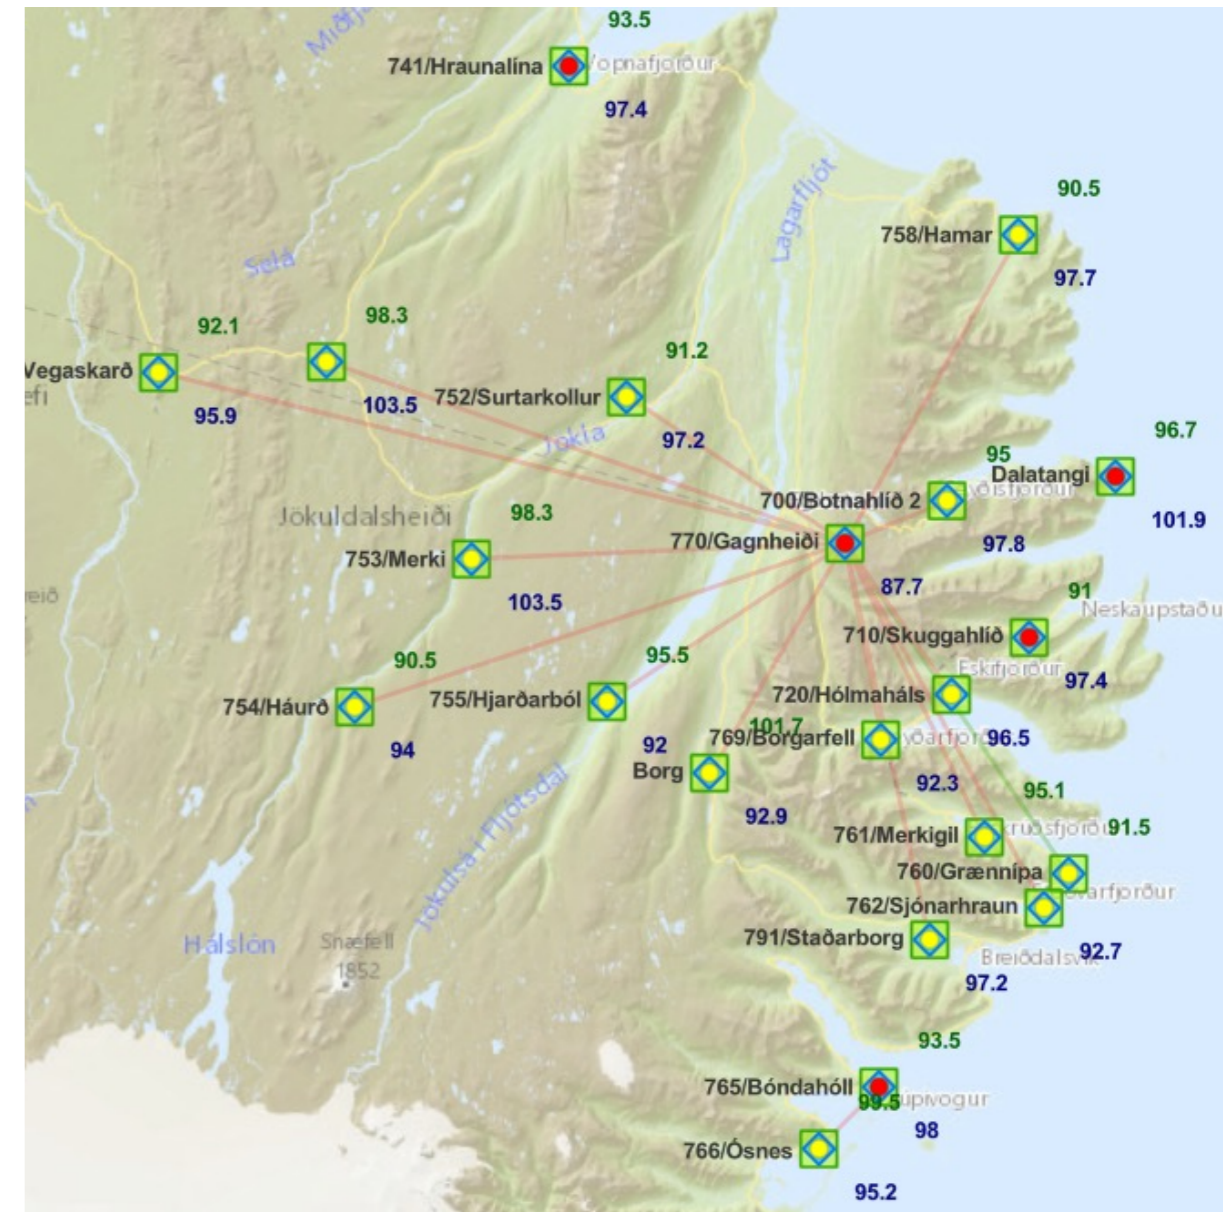 93.5
741/Hraunalína
Vopnafjörður
97.4
Lagarfljót
90.5
758/Hamar
97.7
Selá
92.1
98.3
91.2
Vegaskarð
efi
103.5
752/Surtarkollur
95.9
97.2
Jökla
96.7
95
Dalatangi
700/Botnahlíð 2
101.9
98.3
Jökuldalsheiði
770/Gagnheiði
97.8
753/Merki
87.7
103.5
91
Neskaupstaðu
710/Skuggahlíð
95.5
90.5
Eskifjörður
97.4
755/Hjarðarból
720/Hólmaháls
754/Háurð
101.7
769/Borgarfell
96.5
92
94
Borg
92.3
95.1
92.9
Jökulsá í Fljótsdal
761/Merkigil
91.5
760/Grænnípa
762/Sjónarhraun
791/Staðarborg
Hálslón
Snæfell
1852
92.7
Breiðdalsvík
97.2
93.5
765/Bóndahóll
99.5
98
766/Ósnes
95.2